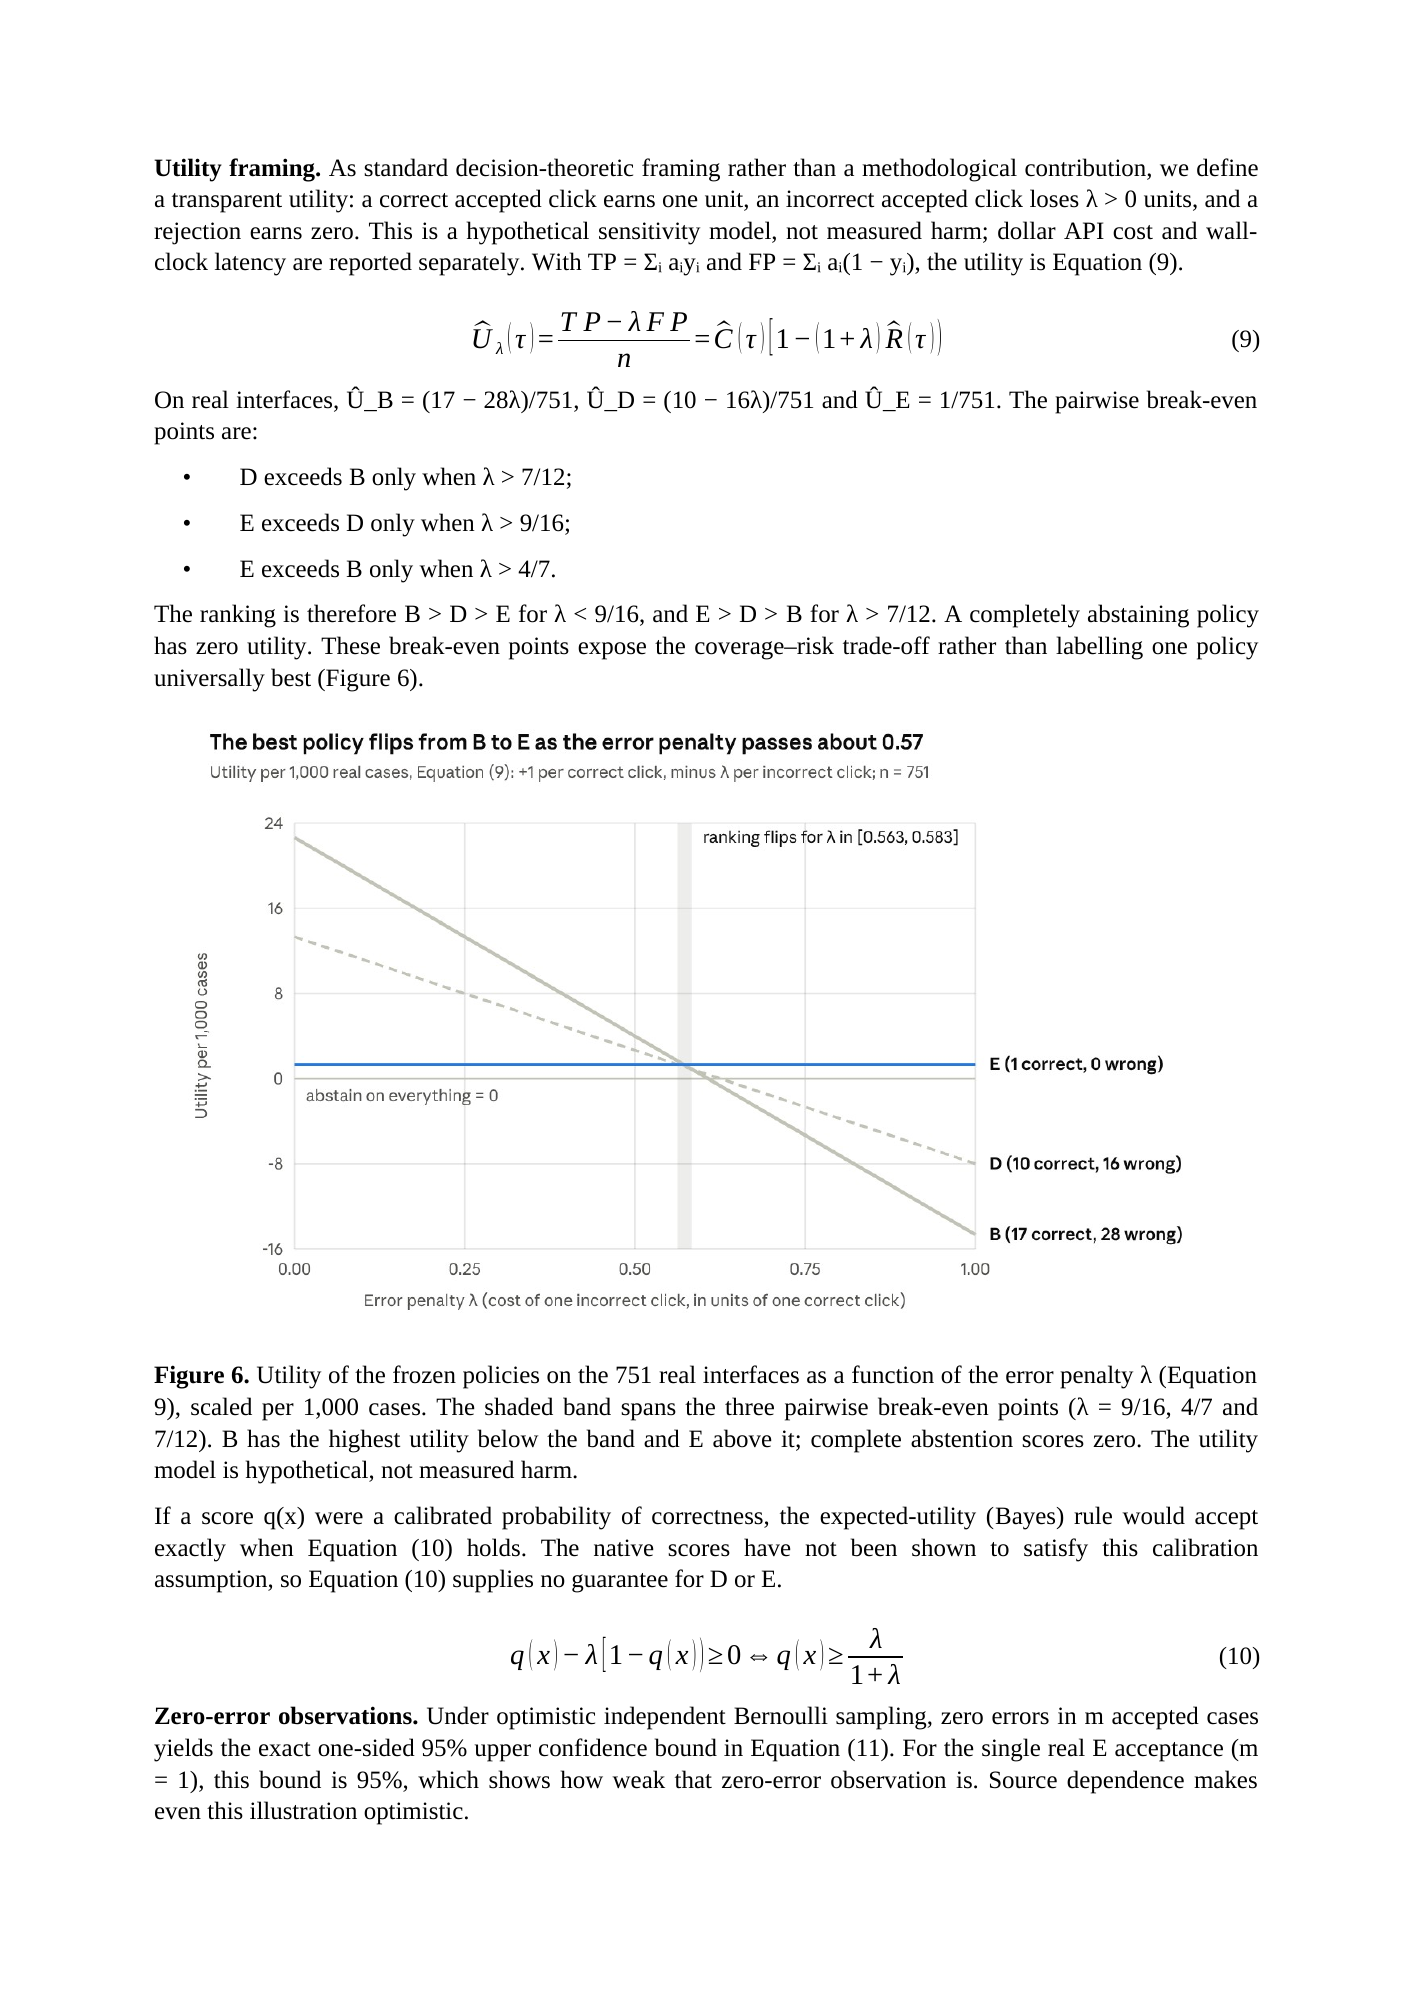 Utility framing. As standard decision-theoretic framing rather than a methodological contribution, we define
a transparent utility: a correct accepted click earns one unit, an incorrect accepted click loses λ > 0 units, and a
rejection earns zero. This is a hypothetical sensitivity model, not measured harm; dollar API cost and wall-
clock latency are reported separately. With TP = Σᵢ aᵢyᵢ and FP = Σᵢ aᵢ(1 − yᵢ), the utility is Equation (9).
Û_λ(τ) = (T P − λ F P)/n = Ĉ(τ)[1 − (1 + λ) R̂(τ)) (9)
On real interfaces, Û_B = (17 − 28λ)/751, Û_D = (10 − 16λ)/751 and Û_E = 1/751. The pairwise break-even
points are:
• D exceeds B only when λ > 7/12;
• E exceeds D only when λ > 9/16;
• E exceeds B only when λ > 4/7.
The ranking is therefore B > D > E for λ < 9/16, and E > D > B for λ > 7/12. A completely abstaining policy
has zero utility. These break-even points expose the coverage–risk trade-off rather than labelling one policy
universally best (Figure 6).
The best policy flips from B to E as the error penalty passes about 0.57
Utility per 1,000 real cases, Equation (9): +1 per correct click, minus λ per incorrect click; n = 751
24
ranking flips for λ in [0.563, 0.583]
16
8
Utility per 1,000 cases
E (1 correct, 0 wrong)
0
abstain on everything = 0
-8
D (10 correct, 16 wrong)
B (17 correct, 28 wrong)
-16
0.00 0.25 0.50 0.75 1.00
Error penalty λ (cost of one incorrect click, in units of one correct click)
Figure 6. Utility of the frozen policies on the 751 real interfaces as a function of the error penalty λ (Equation
9), scaled per 1,000 cases. The shaded band spans the three pairwise break-even points (λ = 9/16, 4/7 and
7/12). B has the highest utility below the band and E above it; complete abstention scores zero. The utility
model is hypothetical, not measured harm.
If a score q(x) were a calibrated probability of correctness, the expected-utility (Bayes) rule would accept
exactly when Equation (10) holds. The native scores have not been shown to satisfy this calibration
assumption, so Equation (10) supplies no guarantee for D or E.
q(x) − λ[1 − q(x)) ≥ 0 ⇔ q(x) ≥ λ/(1 + λ) (10)
Zero-error observations. Under optimistic independent Bernoulli sampling, zero errors in m accepted cases
yields the exact one-sided 95% upper confidence bound in Equation (11). For the single real E acceptance (m
= 1), this bound is 95%, which shows how weak that zero-error observation is. Source dependence makes
even this illustration optimistic.